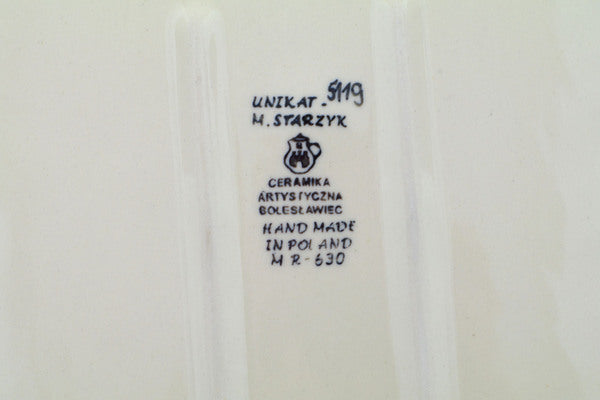 UNIKAT - 5119
M. STARZYK
CERAMIKA
ARTYSTYCZNA
BOLESŁAWIEC
HAND MADE
IN POLAND
M R - 630